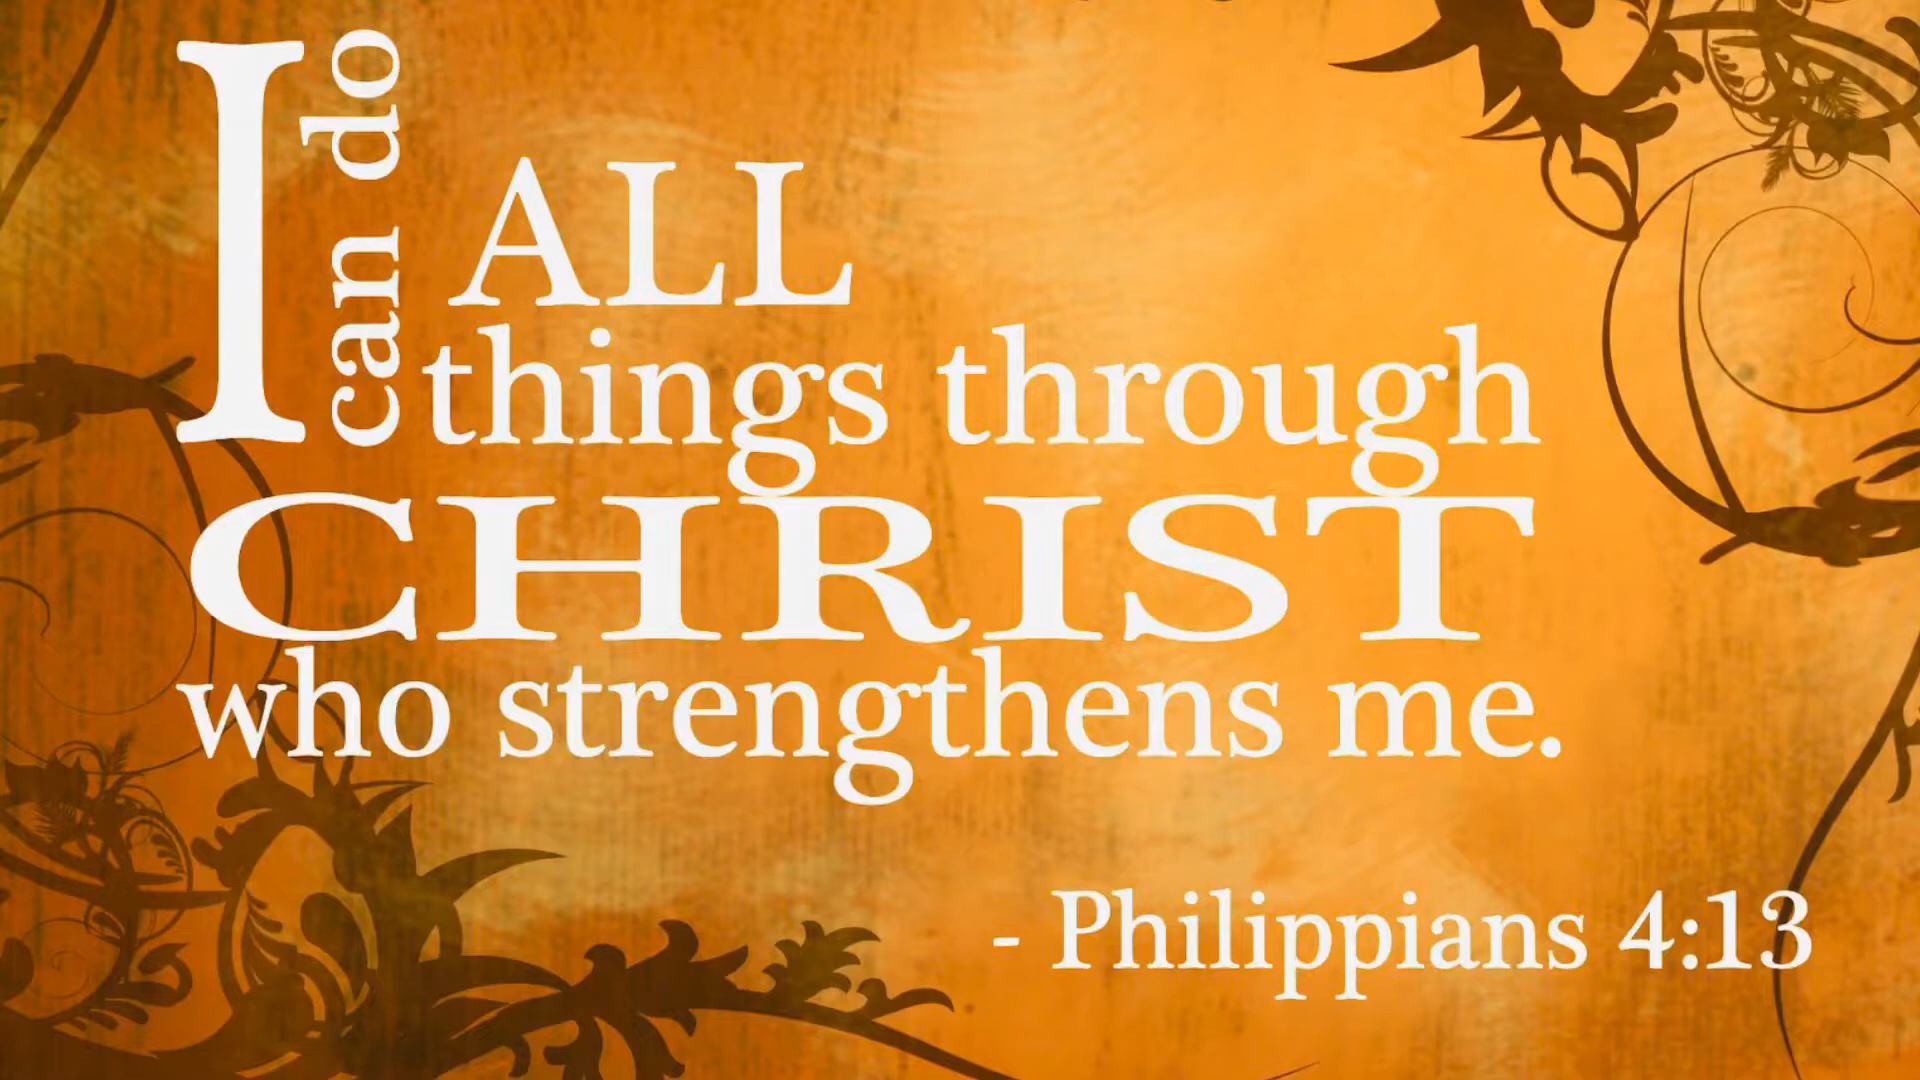 I can do ALL
things through
CHRIST
who strengthens me.
- Philippians 4:13